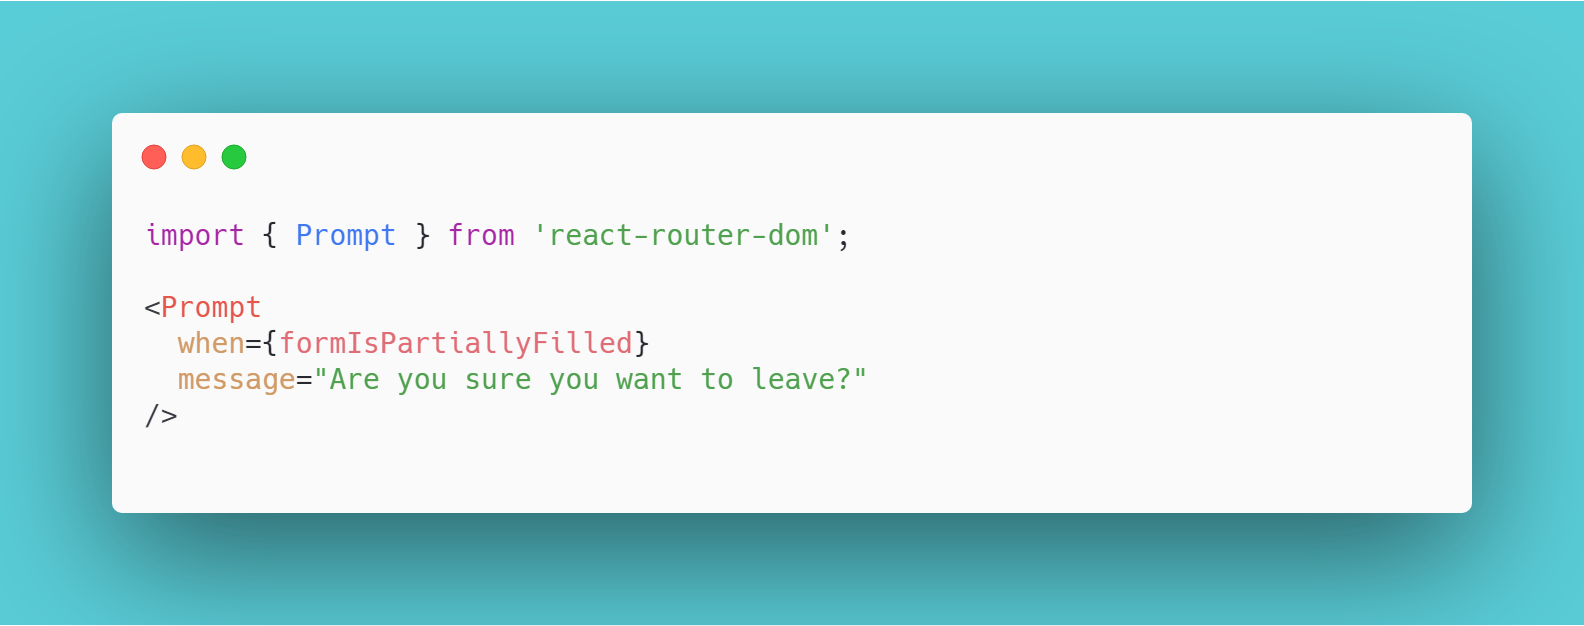 import { Prompt } from 'react-router-dom';
<Prompt
  when={formIsPartiallyFilled}
  message="Are you sure you want to leave?"
/>